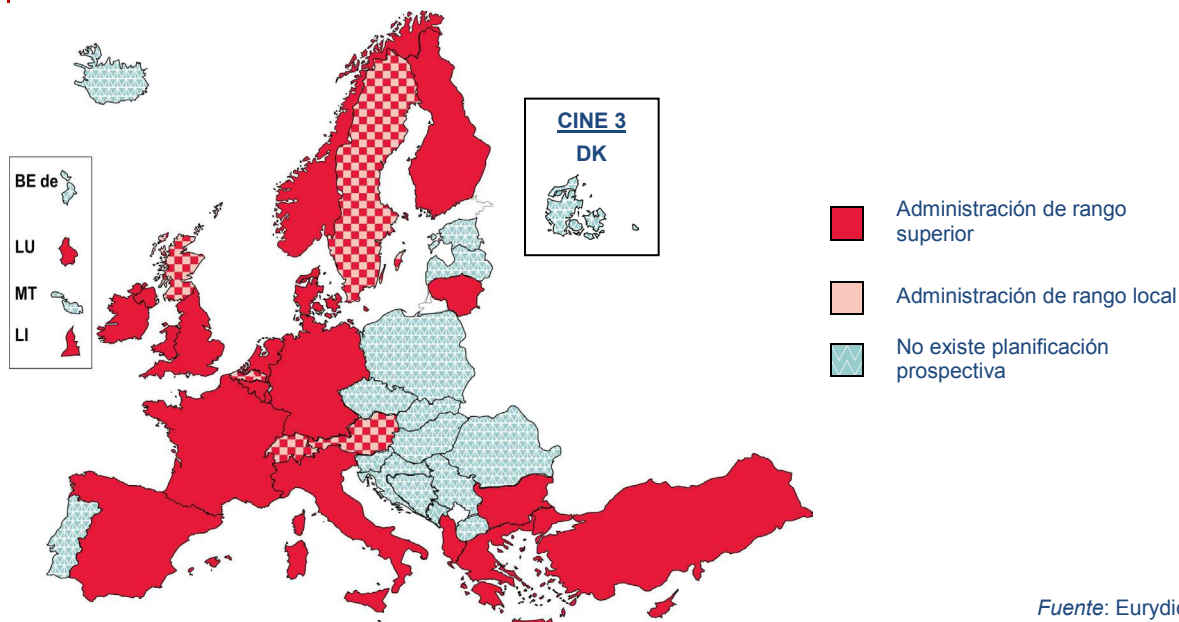 CINE 3
DK
BE de
LU
MT
LI
Administración de rango
superior
Administración de rango local
No existe planificación
prospectiva
Fuente: Eurydic